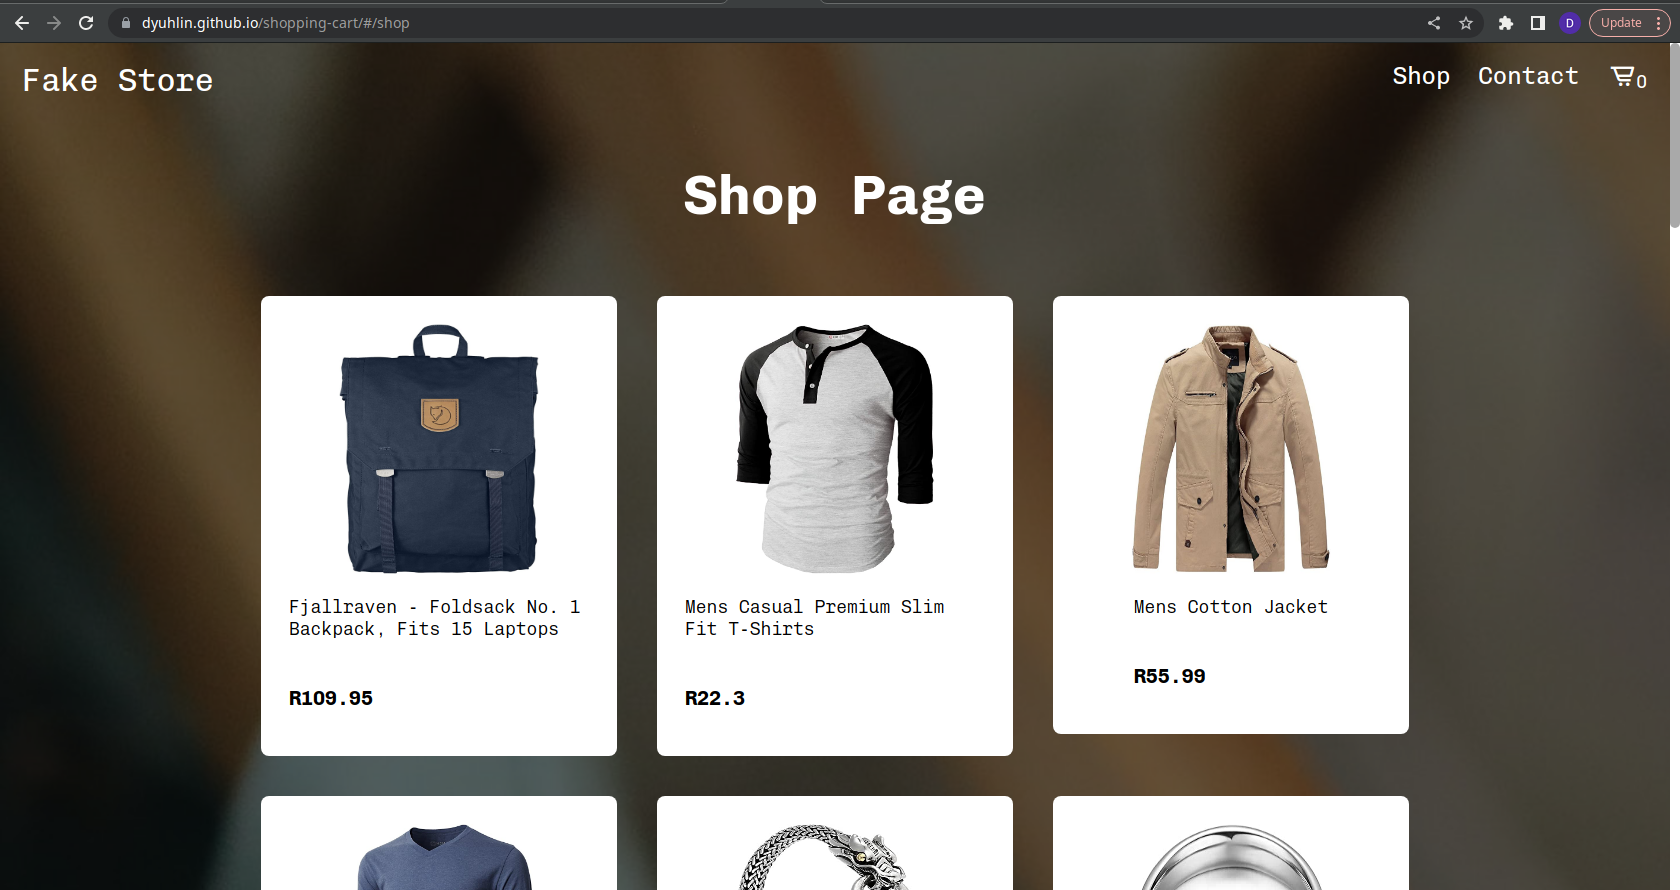 dyuhlin.github.io/shopping-cart/#/shop
D
Update
Fake Store
Shop
Contact
0
Shop Page
Fjallraven - Foldsack No. 1
Backpack, Fits 15 Laptops
R109.95
Mens Casual Premium Slim
Fit T-Shirts
R22.3
Mens Cotton Jacket
R55.99